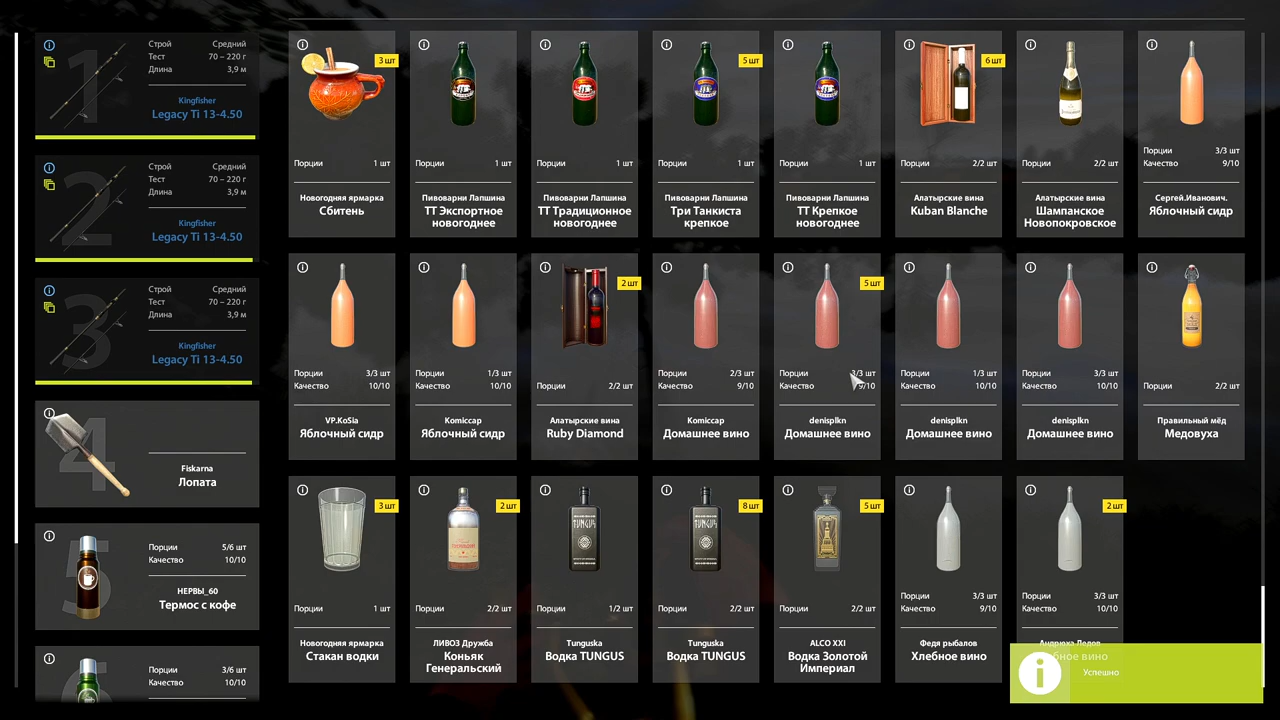 1
Строй Средний
Тест 70 – 220 г
Длина 3,9 м
Kingfisher
Legacy Ti 13-4.50
2
Строй Средний
Тест 70 – 220 г
Длина 3,9 м
Kingfisher
Legacy Ti 13-4.50
3
Строй Средний
Тест 70 – 220 г
Длина 3,9 м
Kingfisher
Legacy Ti 13-4.50
4
Fiskarna
Лопата
5
Порции 5/6 шт
Качество 10/10
НЕРВЫ_60
Термос с кофе
Порции 3/6 шт
Качество 10/10
3 шт
Порции 1 шт
Новогодняя ярмарка
Сбитень
Порции 1 шт
Пивоварни Лапшина
ТТ Экспортное
новогоднее
Порции 1 шт
Пивоварни Лапшина
ТТ Традиционное
новогоднее
5 шт
Порции 1 шт
Пивоварни Лапшина
Три Танкиста
крепкое
Порции 1 шт
Пивоварни Лапшина
ТТ Крепкое
новогоднее
6 шт
Порции 2/2 шт
Алатырские вина
Kuban Blanche
Порции 2/2 шт
Алатырские вина
Шампанское
Новопокровское
Порции 3/3 шт
Качество 9/10
Сергей.Иванович.
Яблочный сидр
Порции 3/3 шт
Качество 10/10
VP.KoSia
Яблочный сидр
Порции 1/3 шт
Качество 10/10
Komiccap
Яблочный сидр
2 шт
Порции 2/2 шт
Алатырские вина
Ruby Diamond
Порции 2/3 шт
Качество 9/10
Komiccap
Домашнее вино
5 шт
Порции 3/3 шт
Качество 9/10
denisplkn
Домашнее вино
Порции 1/3 шт
Качество 10/10
denisplkn
Домашнее вино
Порции 3/3 шт
Качество 10/10
denisplkn
Домашнее вино
Порции 2/2 шт
Правильный мёд
Медовуха
3 шт
Порции 1 шт
Новогодняя ярмарка
Стакан водки
2 шт
Порции 2/2 шт
ЛИВОЗ Дружба
Коньяк
Генеральский
TUNGUS
Порции 1/2 шт
Tunguska
Водка TUNGUS
8 шт
TUNGUS
Порции 2/2 шт
Tunguska
Водка TUNGUS
5 шт
Порции 2/2 шт
ALCO XXI
Водка Золотой
Империал
Порции 3/3 шт
Качество 9/10
Федя рыбалов
Хлебное вино
2 шт
Порции 3/3 шт
Качество 10/10
Андрюха Ледов
бное вино
Успешно